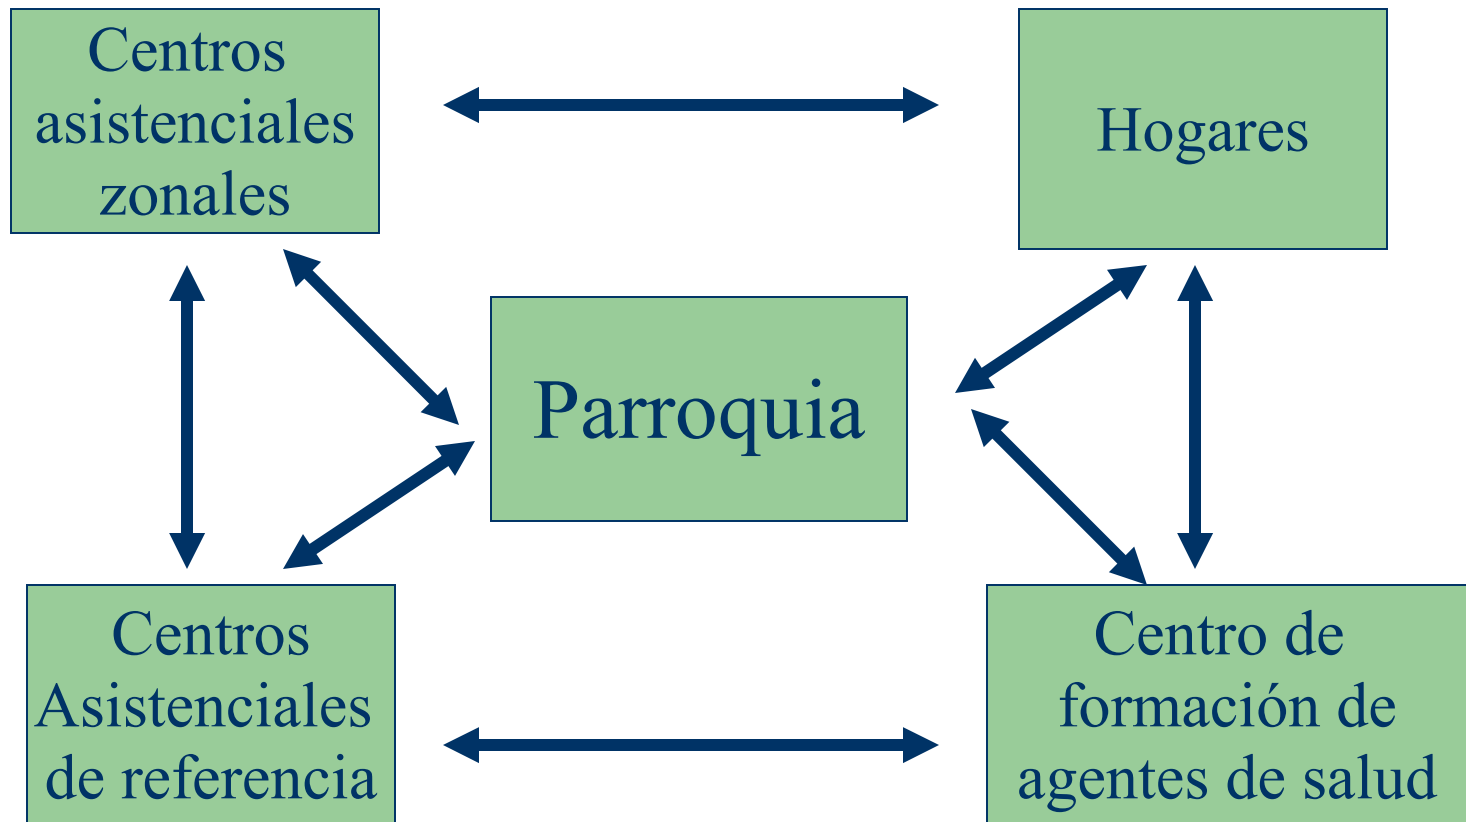 Centros
asistenciales
zonales
Hogares
Parroquia
Centros
Asistenciales
de referencia
Centro de
formación de
agentes de salud